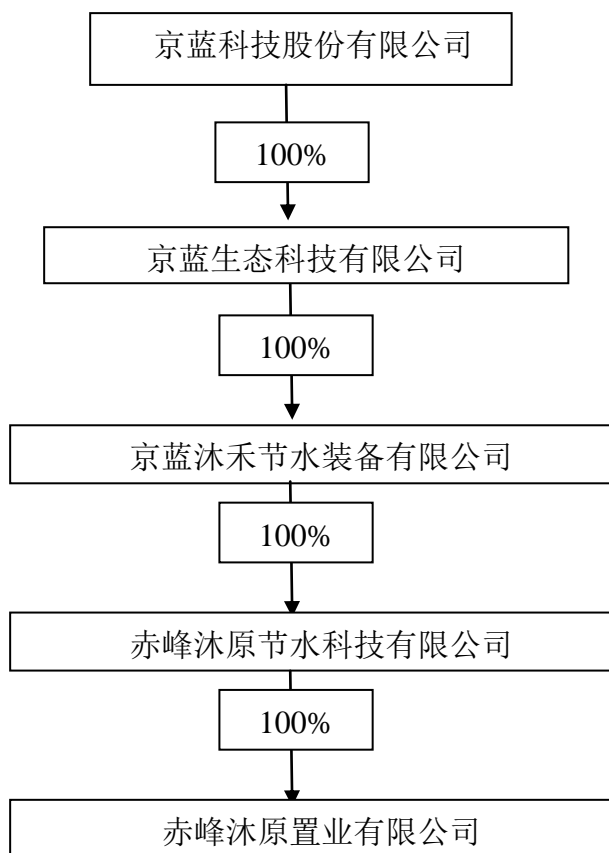 京蓝科技股份有限公司
100%
京蓝生态科技有限公司
100%
京蓝沐禾节水装备有限公司
100%
赤峰沐原节水科技有限公司
100%
赤峰沐原置业有限公司